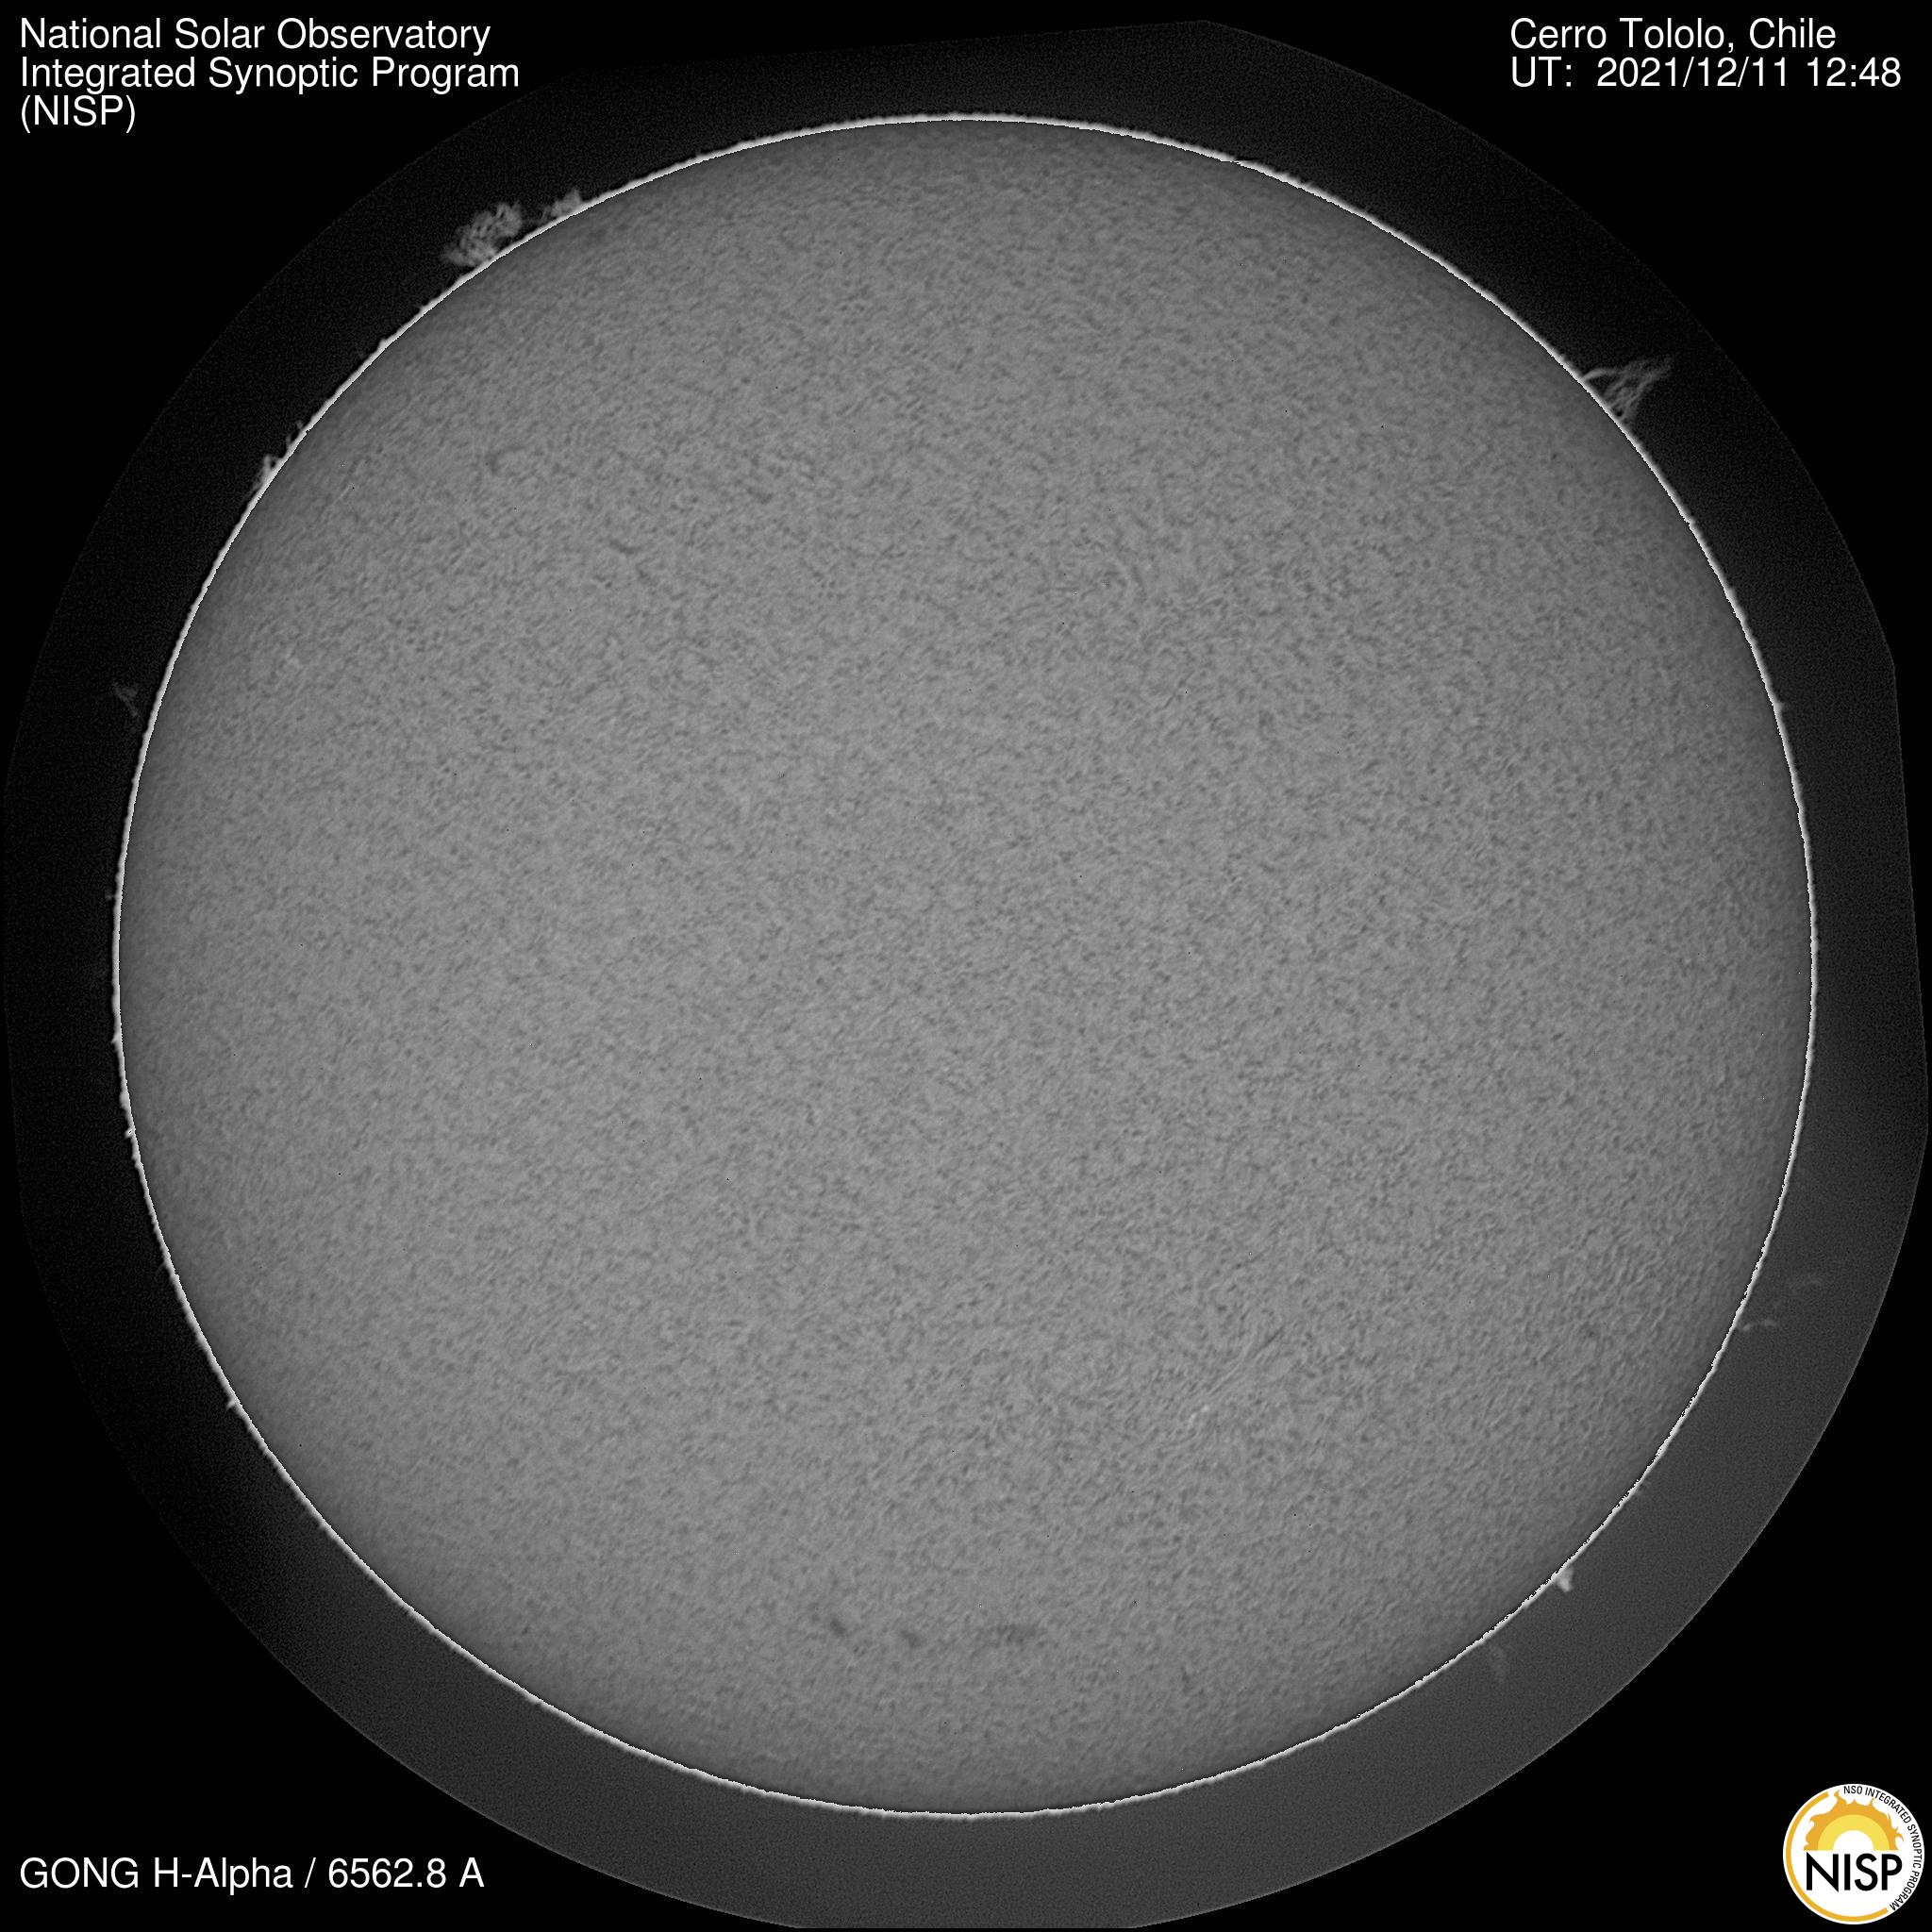 National Solar Observatory
Integrated Synoptic Program
(NISP)
Cerro Tololo, Chile
UT: 2021/12/11 12:48
GONG H-Alpha / 6562.8 A
NSO INTEGRATED SYNOPTIC PROGRAM
NISP